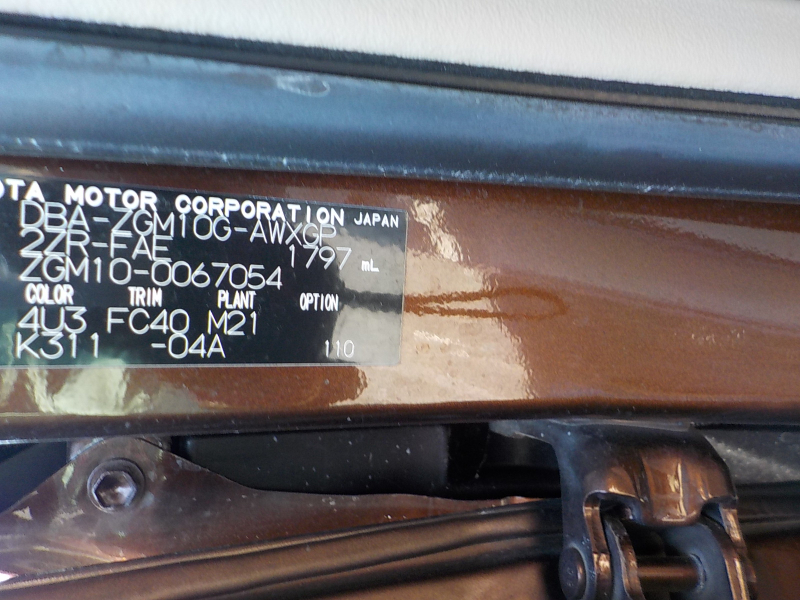 OTA MOTOR CORPORATION JAPAN
DBA-ZGM10G-AWXGP
2ZR-FAE 1797 mL
ZGM10-0067054
COLOR TRIM PLANT OPTION
4U3 FC40 M21
K311 -04A 110